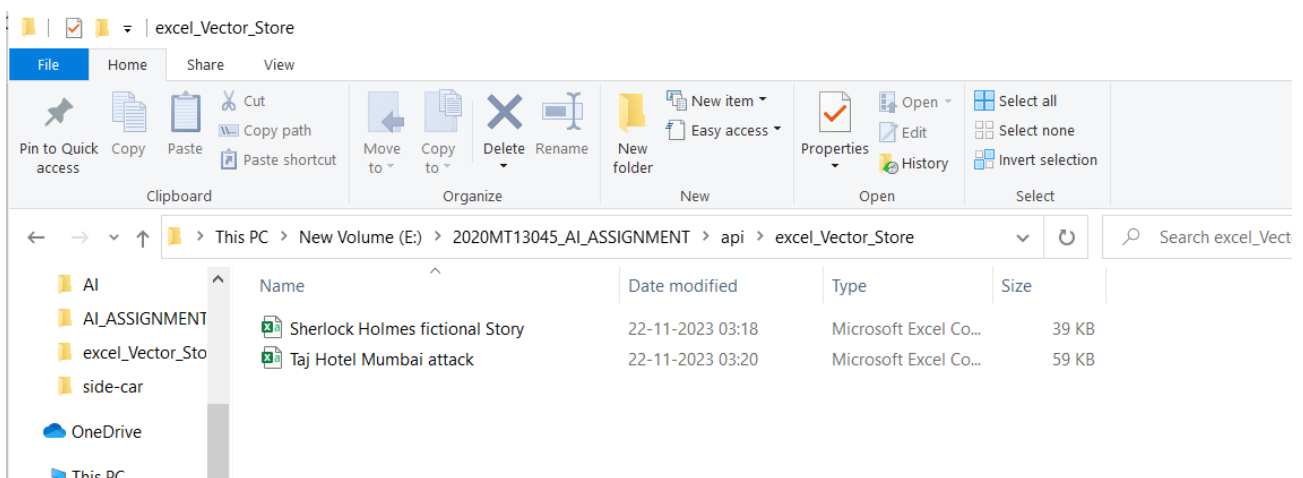 excel_Vector_Store
File Home Share View
Pin to Quick access
Copy
Paste
Cut
Copy path
Paste shortcut
Clipboard
Move to
Copy to
Delete
Rename
Organize
New folder
New item
Easy access
New
Properties
Open
Edit
History
Open
Select all
Select none
Invert selection
Select
This PC > New Volume (E:) > 2020MT13045_AI_ASSIGNMENT > api > excel_Vector_Store
Search excel_Vect
AI
AI_ASSIGNMENT
excel_Vector_Sto
side-car
OneDrive
This PC
Name Date modified Type Size
Sherlock Holmes fictional Story 22-11-2023 03:18 Microsoft Excel Co... 39 KB
Taj Hotel Mumbai attack 22-11-2023 03:20 Microsoft Excel Co... 59 KB